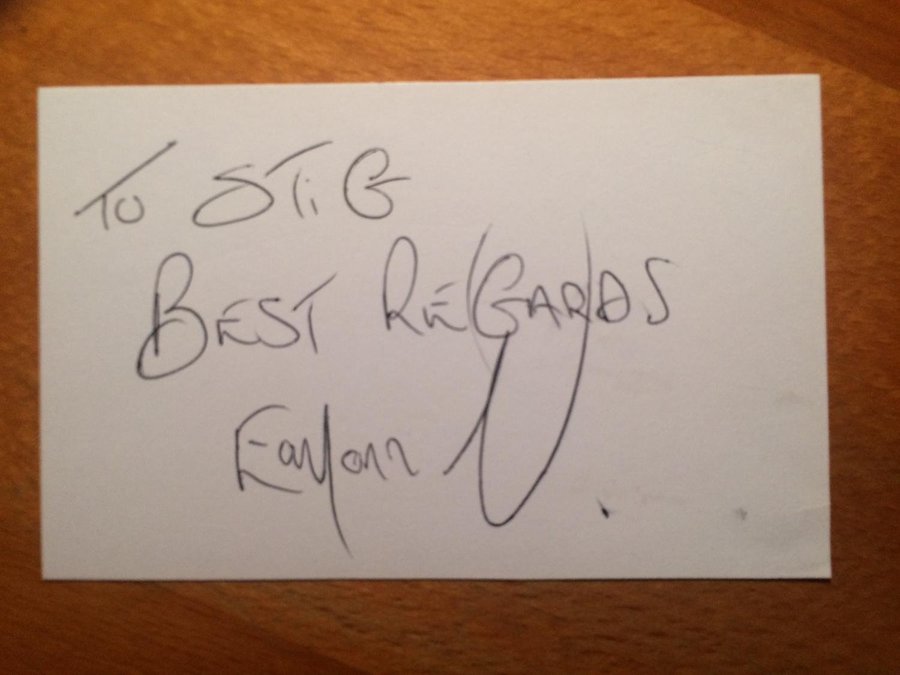 To STiG
BEST REGARDS
Eamonn